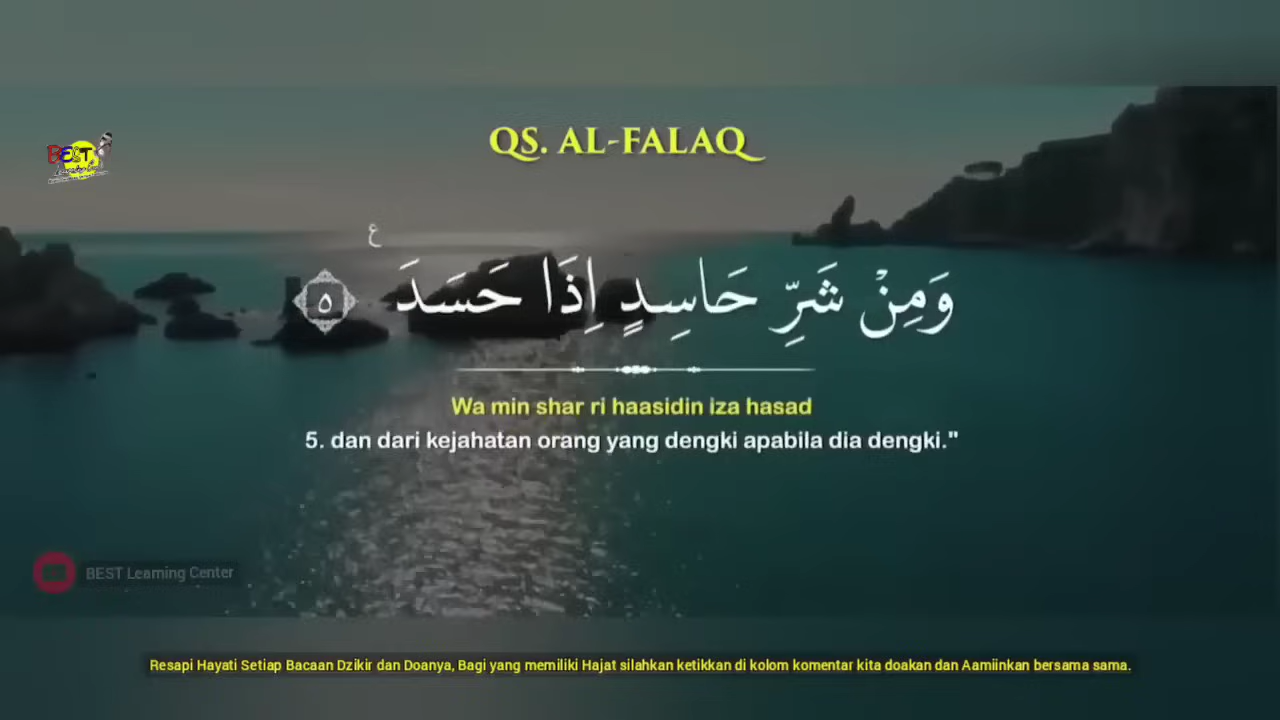 BEST
QS. AL-FALAQ
ع
وَمِنْ شَرِّ حَاسِدٍ اِذَا حَسَدَ ۝٥
Wa min shar ri haasidin iza hasad
5. dan dari kejahatan orang yang dengki apabila dia dengki."
BEST Learning Center
Resapi Hayati Setiap Bacaan Dzikir dan Doanya, Bagi yang memiliki Hajat silahkan ketikkan di kolom komentar kita doakan dan Aamiinkan bersama sama.